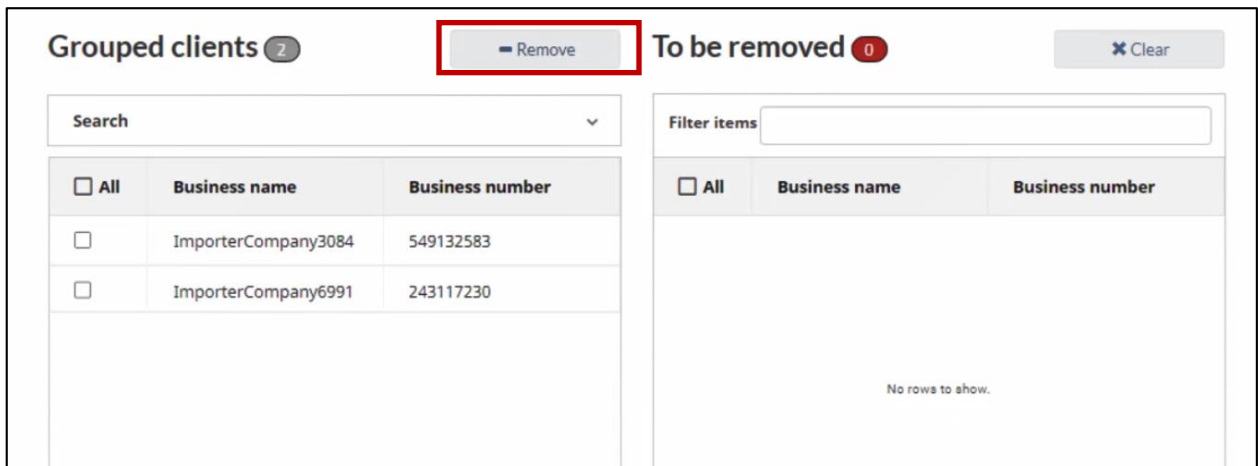 Grouped clients 2
Remove
Search
All Business name Business number
ImporterCompany3084 549132583
ImporterCompany6991 243117230
To be removed 0
Clear
Filter items
All Business name Business number
No rows to show.